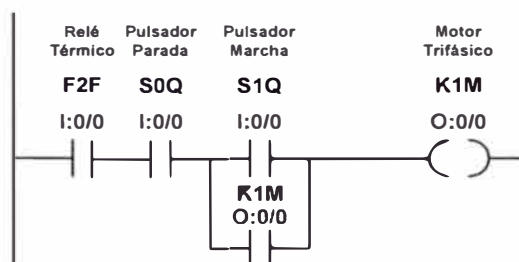 Relé Pulsador Pulsador Motor
Térmico Parada Marcha Trifásico
F2F S0Q S1Q K1M
I:0/0 I:0/0 I:0/0 O:0/0
K1M
O:0/0